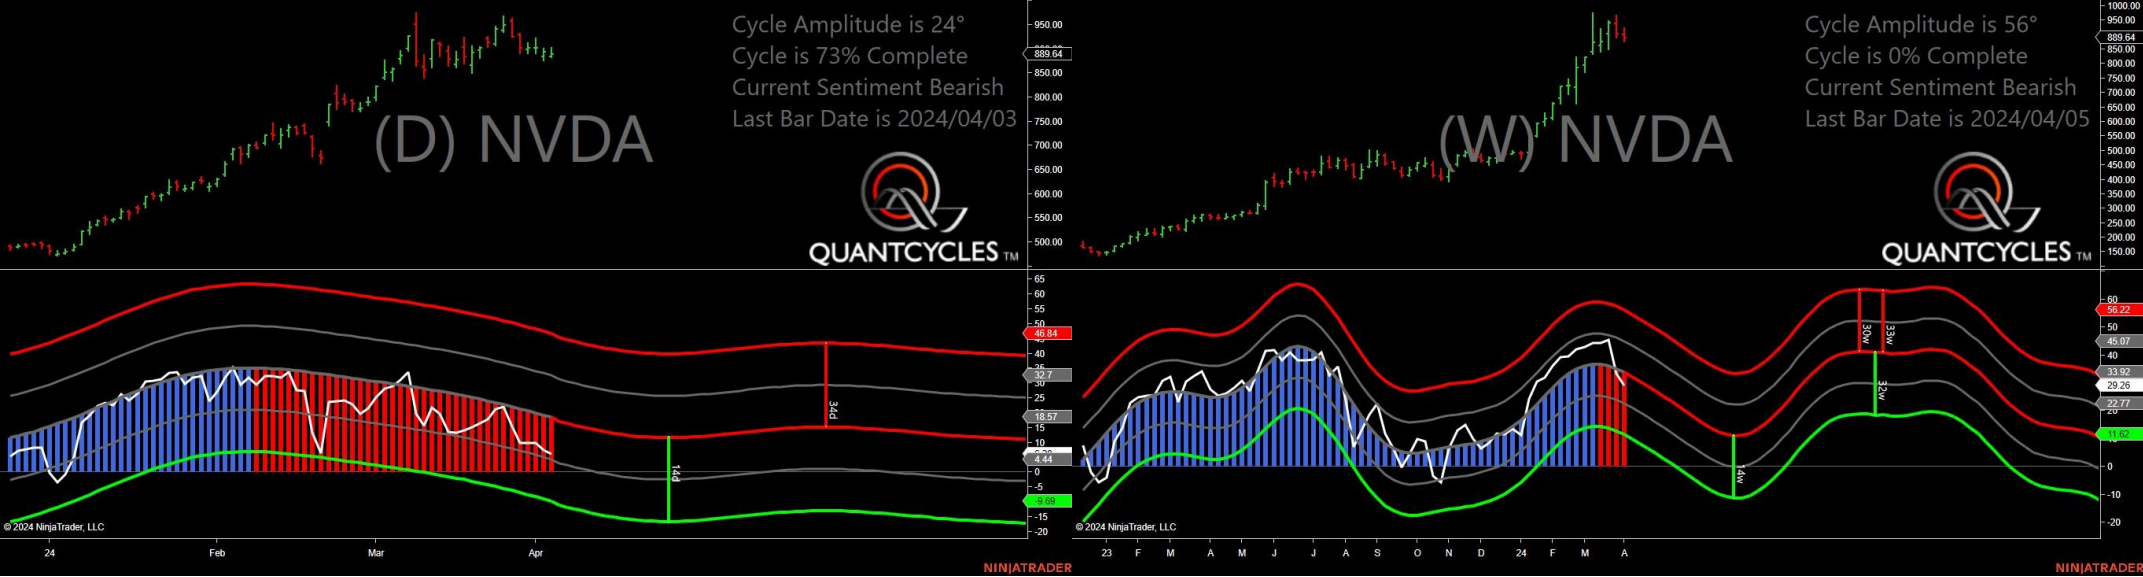 Cycle Amplitude is 24°
Cycle is 73% Complete
Current Sentiment Bearish
Last Bar Date is 2024/04/03
(D) NVDA
QUANTCYCLES TM
950.00
889.64
850.00
800.00
750.00
700.00
650.00
600.00
550.00
500.00
65
60
55
50
46.84
40
32.7
30
25
18.57
15
10
4.44
0
-5
-9.69
-15
-20
34d
14d
© 2024 NinjaTrader, LLC
24 Feb Mar Apr
NINJATRADER
Cycle Amplitude is 56°
Cycle is 0% Complete
Current Sentiment Bearish
Last Bar Date is 2024/04/05
(W) NVDA
QUANTCYCLES TM
1000.00
950.00
889.64
850.00
800.00
750.00
700.00
650.00
600.00
550.00
500.00
450.00
400.00
350.00
300.00
250.00
200.00
150.00
60
56.22
50
45.07
40
33.92
29.26
22.77
20
11.62
0
-10
-20
30w
33w
32w
14w
© 2024 NinjaTrader, LLC
23 F M A M J J A S O N D 24 F M A
NINJATRADER